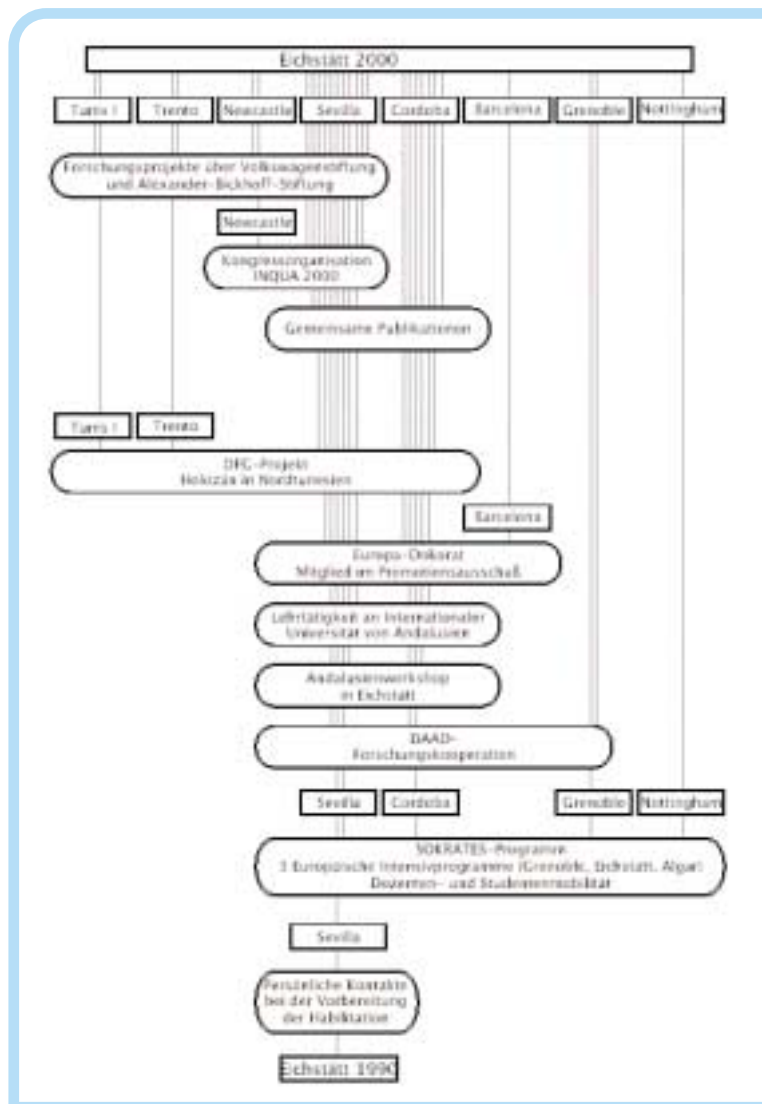 Eichstätt 2000
Tunis I Trento Newcastle Sevilla Cordoba Barcelona Grenoble Nottingham
Forschungsprojekte über Volkswagenstiftung
und Alexander-Bickhoff-Stiftung
Newcastle
Kongressorganisation
INQUA 2000
Gemeinsame Publikationen
Tunis I Trento
DFG-Projekt
Holozän in Nordtunesien
Barcelona
Europa-Doktorat
Mitglied im Promotionsausschuß
Lehrtätigkeit an Internationaler
Universität von Andalusien
Andalusienworkshop
in Eichstätt
DAAD-
Forschungskooperation
Sevilla Cordoba Grenoble Nottingham
SOKRATES-Programm
3 Europäische Intensivprogramme (Grenoble, Eichstätt,
Dozenten- und Studentenmobilität
Sevilla
Persönliche Kontakte
bei der Vorbereitung
der Habilitation
Eichstätt 1990